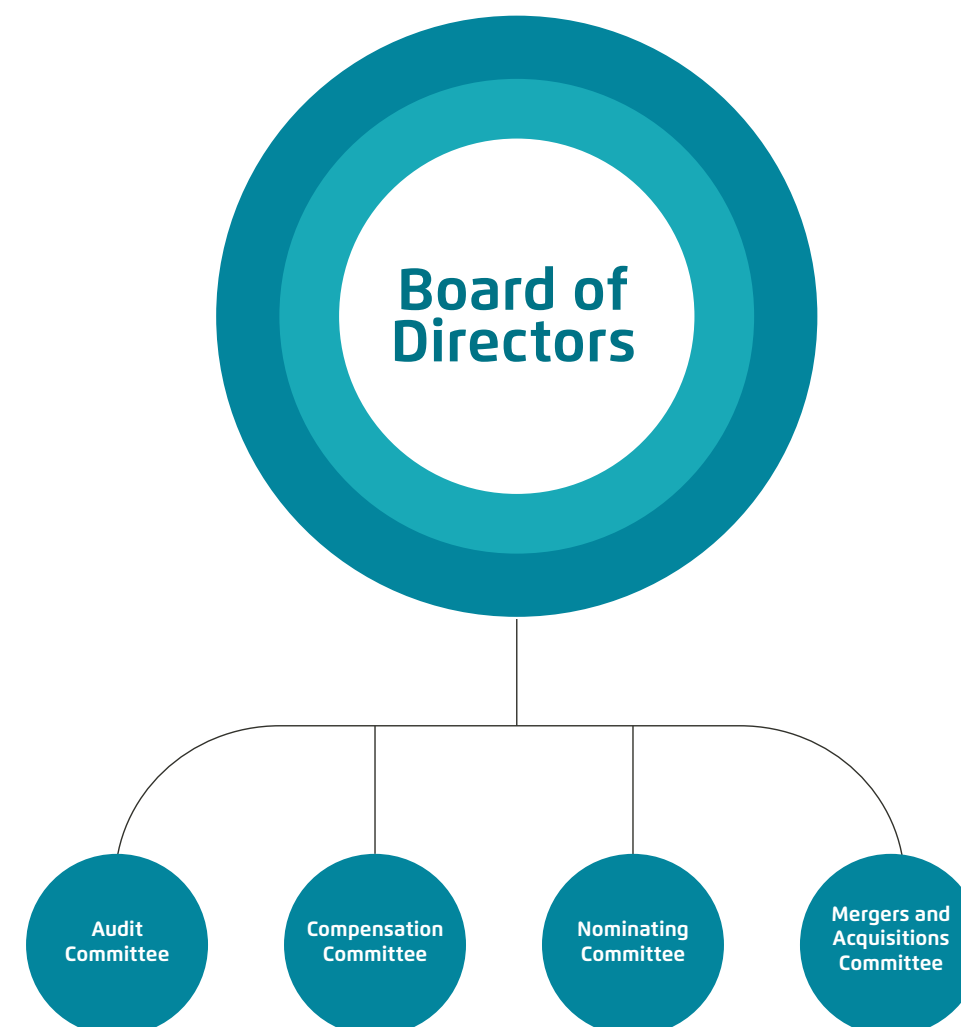 Board of
Directors
Audit
Committee
Compensation
Committee
Nominating
Committee
Mergers and
Acquisitions
Committee